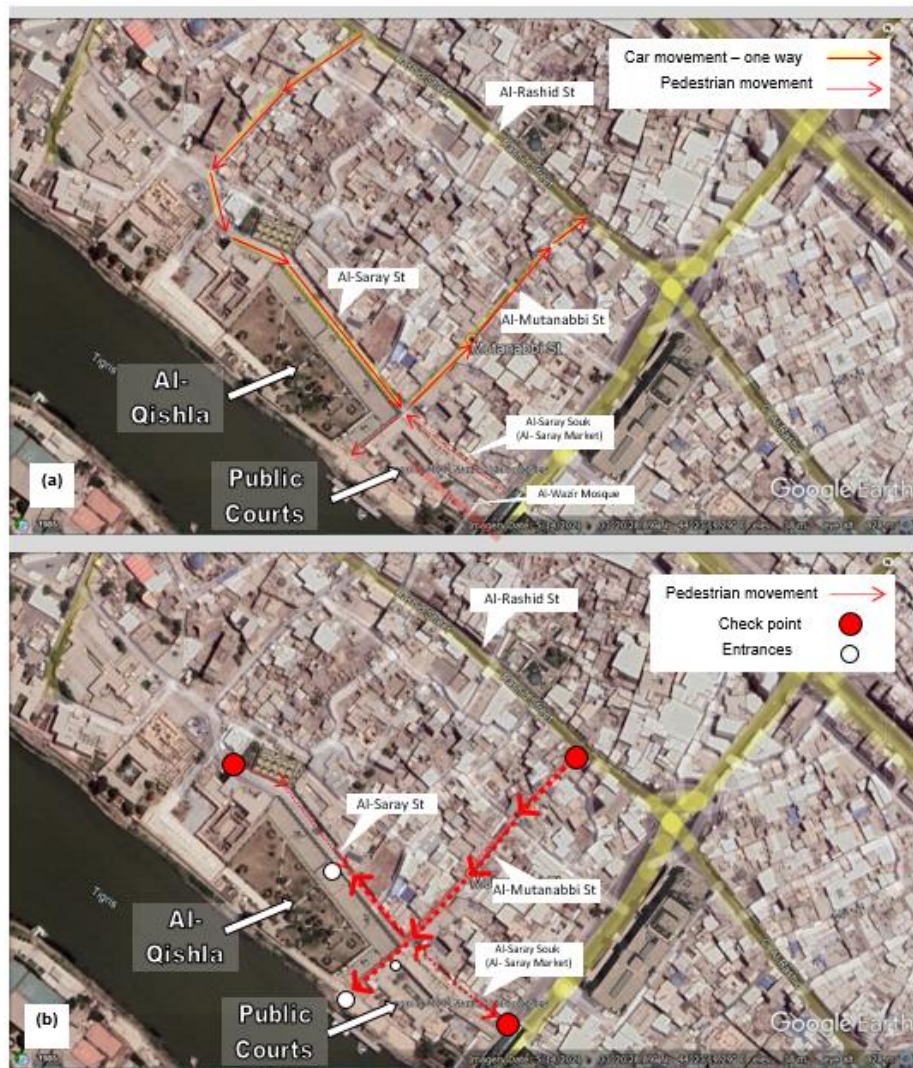 Car movement – one way
Pedestrian movement
Al-Rashid St
Al-Saray St
Al-Mutanabbi St
Mutanabbi St
Al-
Qishla
Tigris
Al-Saray Souk
(Al- Saray Market)
Public
Courts
Al-Wazir Mosque
(a)
Google Earth
1985
Pedestrian movement
Check point
Entrances
Al-Rashid St
Al-Saray St
Al-Mutanabbi St
Al-
Qishla
Tigris
Al-Saray Souk
(Al- Saray Market)
Public
Courts
(b)
Google Earth
1985